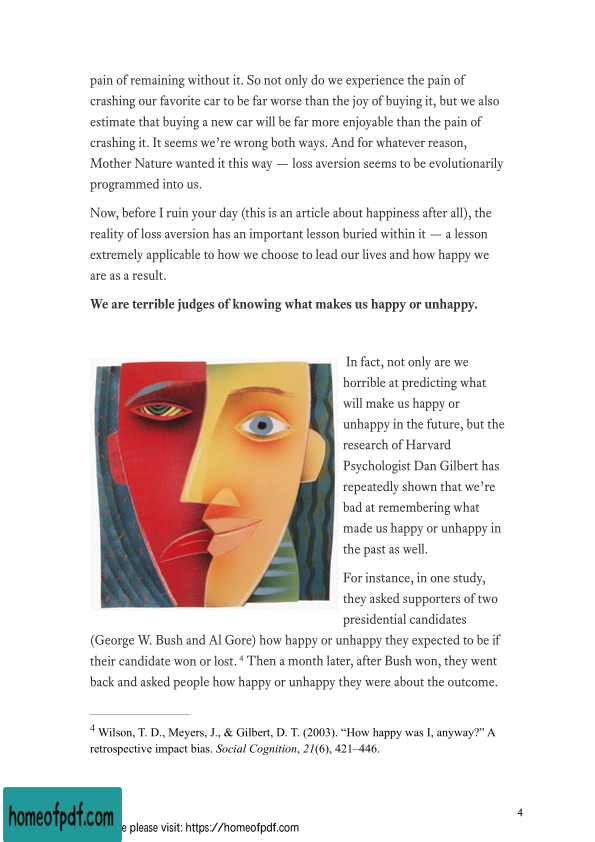 pain of remaining without it. So not only do we experience the pain of
crashing our favorite car to be far worse than the joy of buying it, but we also
estimate that buying a new car will be far more enjoyable than the pain of
crashing it. It seems we're wrong both ways. And for whatever reason,
Mother Nature wanted it this way — loss aversion seems to be evolutionarily
programmed into us.
Now, before I ruin your day (this is an article about happiness after all), the
reality of loss aversion has an important lesson buried within it — a lesson
extremely applicable to how we choose to lead our lives and how happy we
are as a result.
We are terrible judges of knowing what makes us happy or unhappy.
In fact, not only are we
horrible at predicting what
will make us happy or
unhappy in the future, but the
research of Harvard
Psychologist Dan Gilbert has
repeatedly shown that we're
bad at remembering what
made us happy or unhappy in
the past as well.
For instance, in one study,
they asked supporters of two
presidential candidates
(George W. Bush and Al Gore) how happy or unhappy they expected to be if
their candidate won or lost. 4 Then a month later, after Bush won, they went
back and asked people how happy or unhappy they were about the outcome.
4 Wilson, T. D., Meyers, J., & Gilbert, D. T. (2003). “How happy was I, anyway?” A
retrospective impact bias. Social Cognition, 21(6), 421–446.
4
homeofpdf.com
e please visit: https://homeofpdf.com